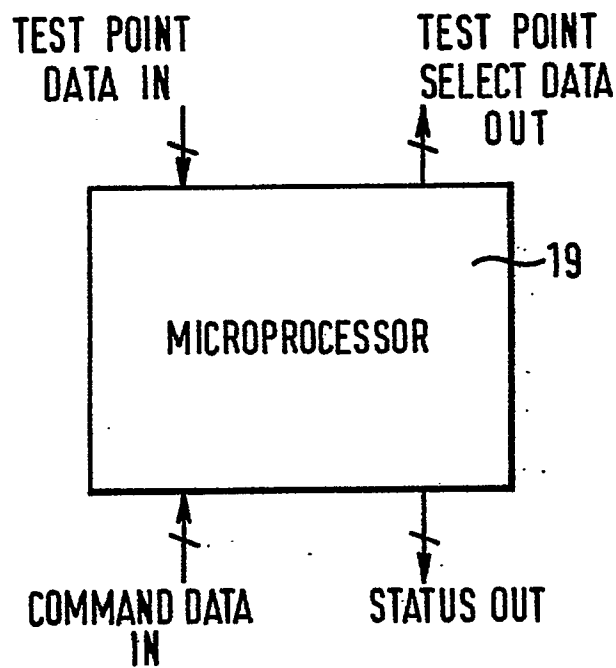 TEST POINT
DATA IN
TEST POINT
SELECT DATA
OUT
19
MICROPROCESSOR
COMMAND DATA
IN
STATUS OUT